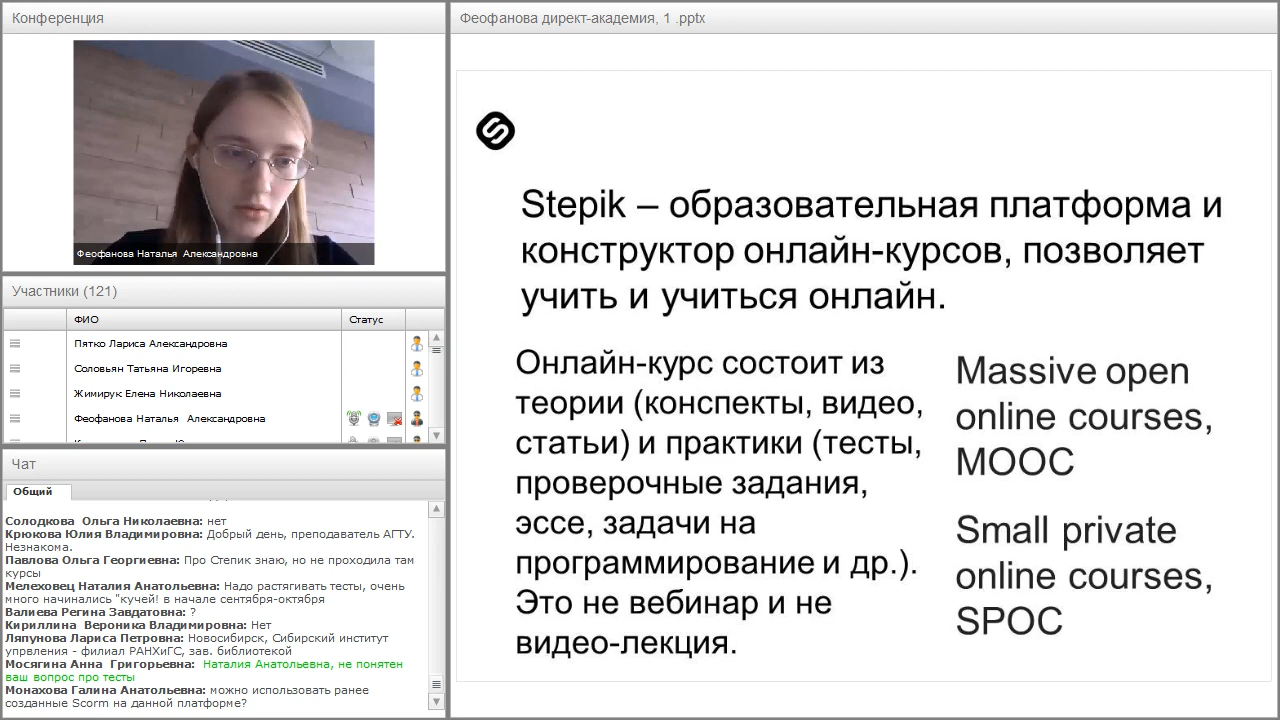 Конференция
Феофанова Наталья Александровна
Участники (121)
ФИО Статус
Пятко Лариса Александровна
Соловьян Татьяна Игоревна
Жимирук Елена Николаевна
Феофанова Наталья Александровна
Чат
Общий
Солодкова Ольга Николаевна: нет
Крюкова Юлия Владимировна: Добрый день, преподаватель АГТУ.
Незнакома.
Павлова Ольга Георгиевна: Про Степик знаю, но не проходила там
курсы
Мелеховец Наталия Анатольевна: Надо растягивать тесты, очень
много начинались "кучей! в начале сентября-октября
Валиева Регина Завдатовна: ?
Кириллина Вероника Владимировна: Нет
Ляпунова Лариса Петровна: Новосибирск, Сибирский институт
упрвления - филиал РАНХиГС, зав. библиотекой
Мосягина Анна Григорьевна: Наталия Анатольевна, не понятен
ваш вопрос про тесты
Монахова Галина Анатольевна: можно использовать ранее
созданные Scorm на данной платформе?
Феофанова директ-академия, 1 .pptx
Stepik – образовательная платформа и
конструктор онлайн-курсов, позволяет
учить и учиться онлайн.
Онлайн-курс состоит из
теории (конспекты, видео,
статьи) и практики (тесты,
проверочные задания,
эссе, задачи на
программирование и др.).
Это не вебинар и не
видео-лекция.
Massive open
online courses,
MOOC
Small private
online courses,
SPOC